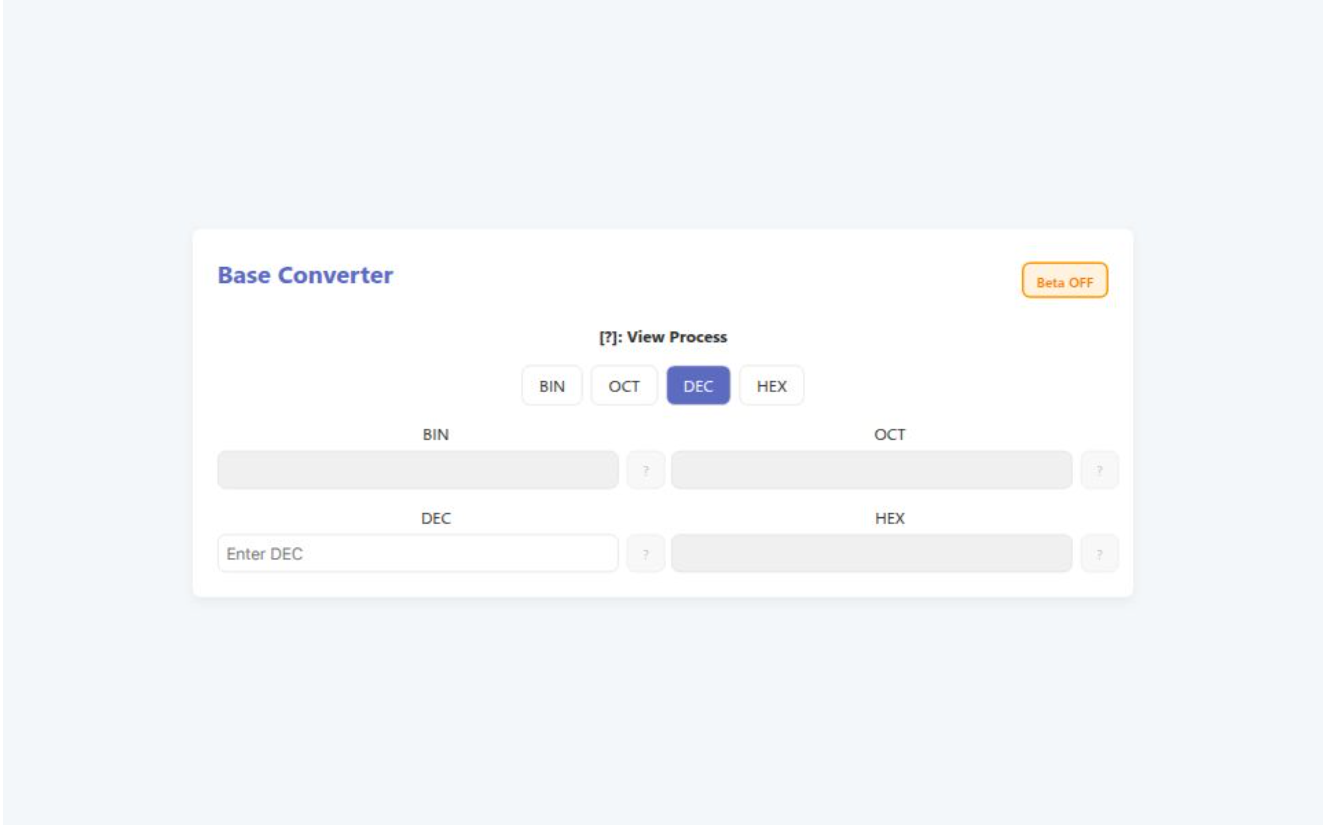 Base Converter
Beta OFF
[?]: View Process
BIN OCT DEC HEX
BIN OCT
? ?
DEC HEX
Enter DEC ? ?